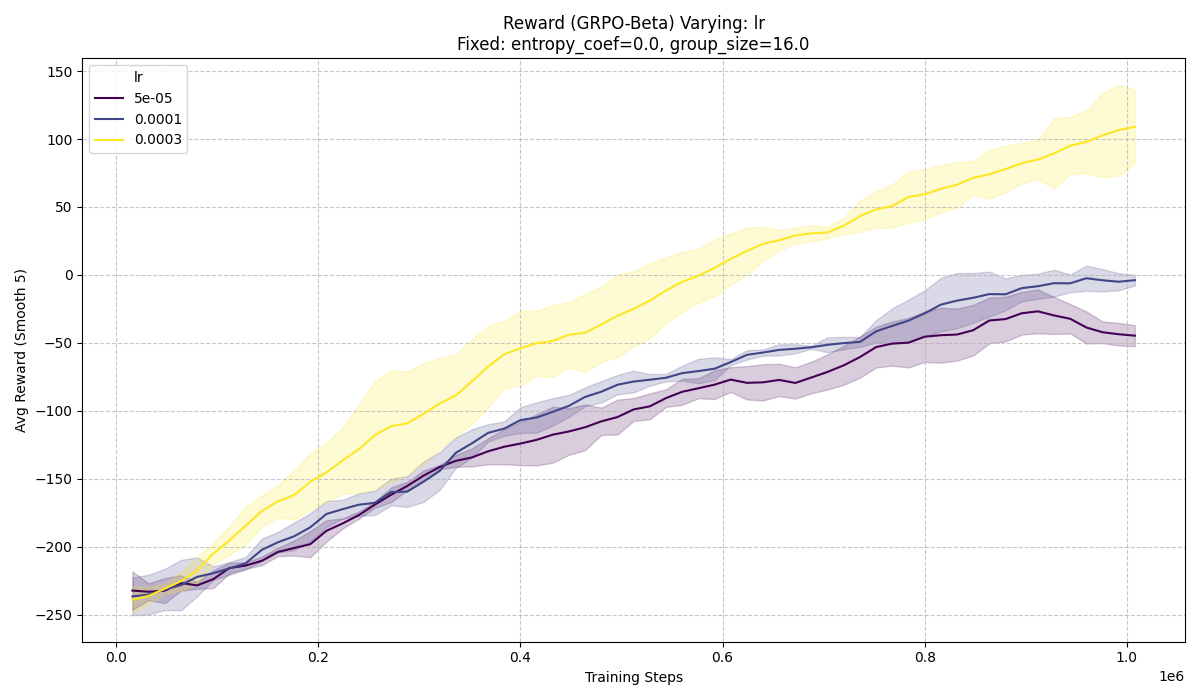 Reward (GRPO-Beta) Varying: lr
Fixed: entropy_coef=0.0, group_size=16.0
lr
5e-05
0.0001
0.0003
Avg Reward (Smooth 5)
150
100
50
0
−50
−100
−150
−200
−250
0.0
0.2
0.4
0.6
0.8
1.0
1e6
Training Steps